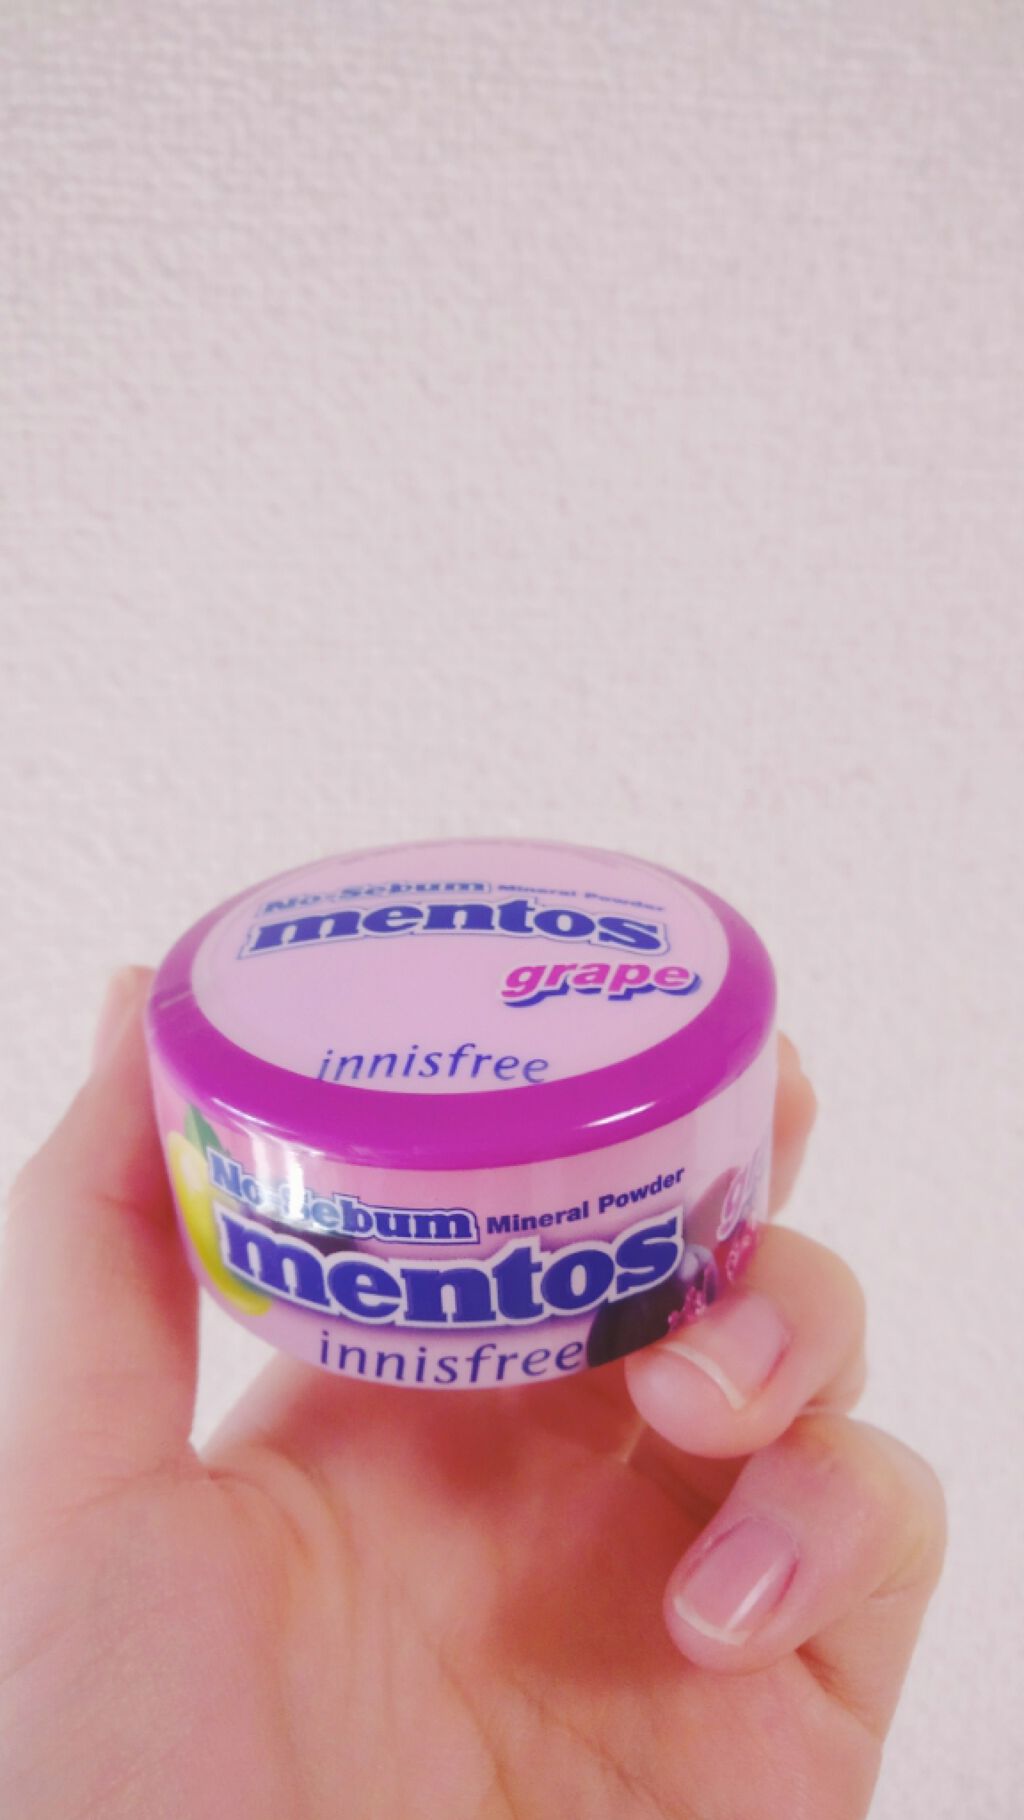 No-Sebum Mineral Powder
mentos
grape
innisfree
No-Sebum Mineral Powder
mentos
innisfree